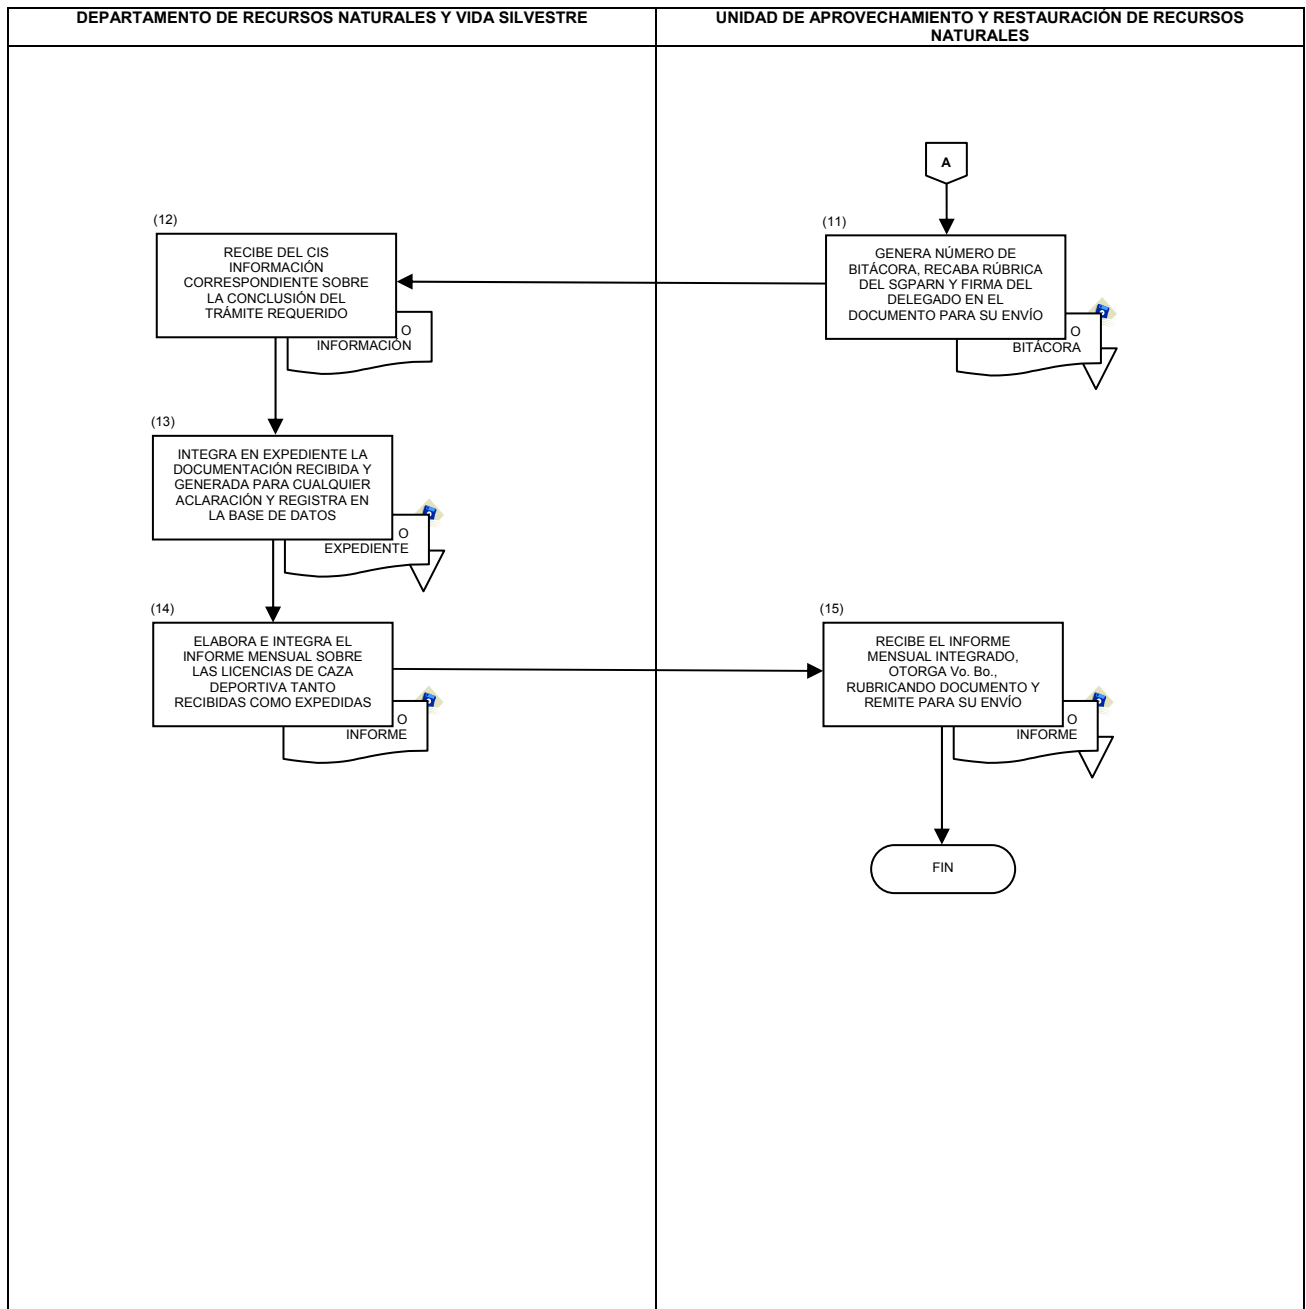 DEPARTAMENTO DE RECURSOS NATURALES Y VIDA SILVESTRE
UNIDAD DE APROVECHAMIENTO Y RESTAURACIÓN DE RECURSOS
NATURALES
A
(11)
GENERA NÚMERO DE
BITÁCORA, RECABA RÚBRICA
DEL SGPARN Y FIRMA DEL
DELEGADO EN EL
DOCUMENTO PARA SU ENVÍO
O
BITÁCORA
(12)
RECIBE DEL CIS
INFORMACIÓN
CORRESPONDIENTE SOBRE
LA CONCLUSIÓN DEL
TRÁMITE REQUERIDO
O
INFORMACIÓN
(13)
INTEGRA EN EXPEDIENTE LA
DOCUMENTACIÓN RECIBIDA Y
GENERADA PARA CUALQUIER
ACLARACIÓN Y REGISTRA EN
LA BASE DE DATOS
O
EXPEDIENTE
(14)
ELABORA E INTEGRA EL
INFORME MENSUAL SOBRE
LAS LICENCIAS DE CAZA
DEPORTIVA TANTO
RECIBIDAS COMO EXPEDIDAS
O
INFORME
(15)
RECIBE EL INFORME
MENSUAL INTEGRADO,
OTORGA Vo. Bo.,
RUBRICANDO DOCUMENTO Y
REMITE PARA SU ENVÍO
O
INFORME
FIN